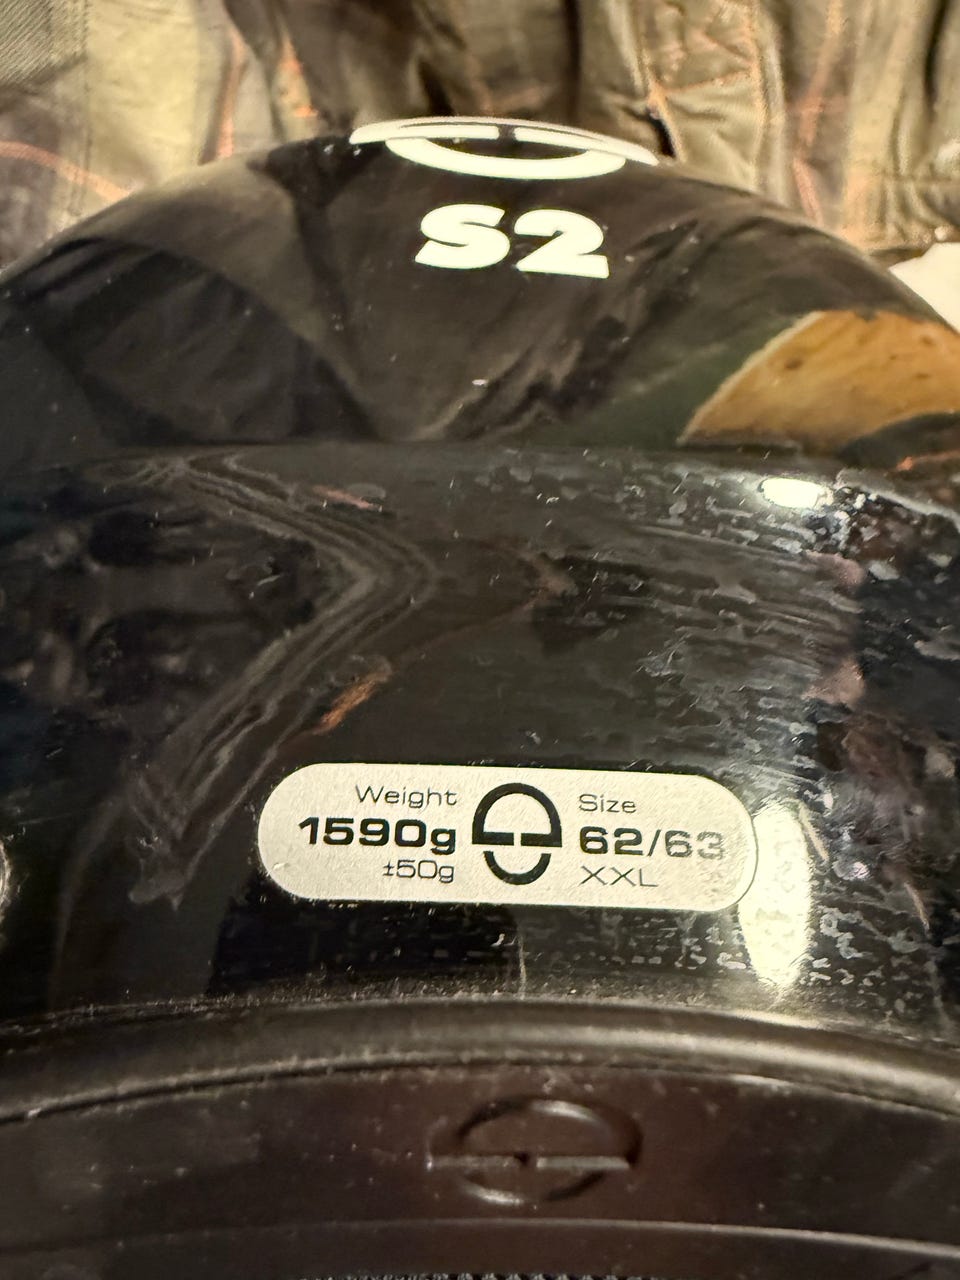 S2
Weight
1590g
±50g
Size
62/63
XXL